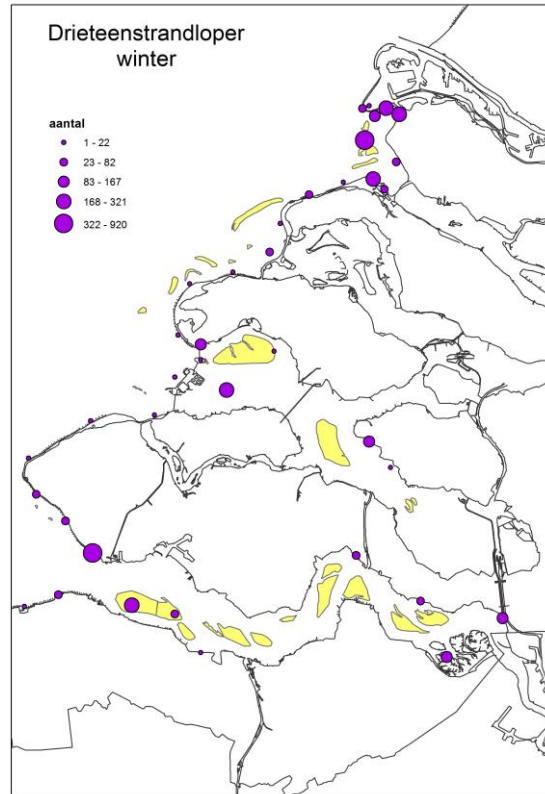 Drieteenstrandloper
winter
aantal
1 - 22
23 - 82
83 - 167
168 - 321
322 - 920